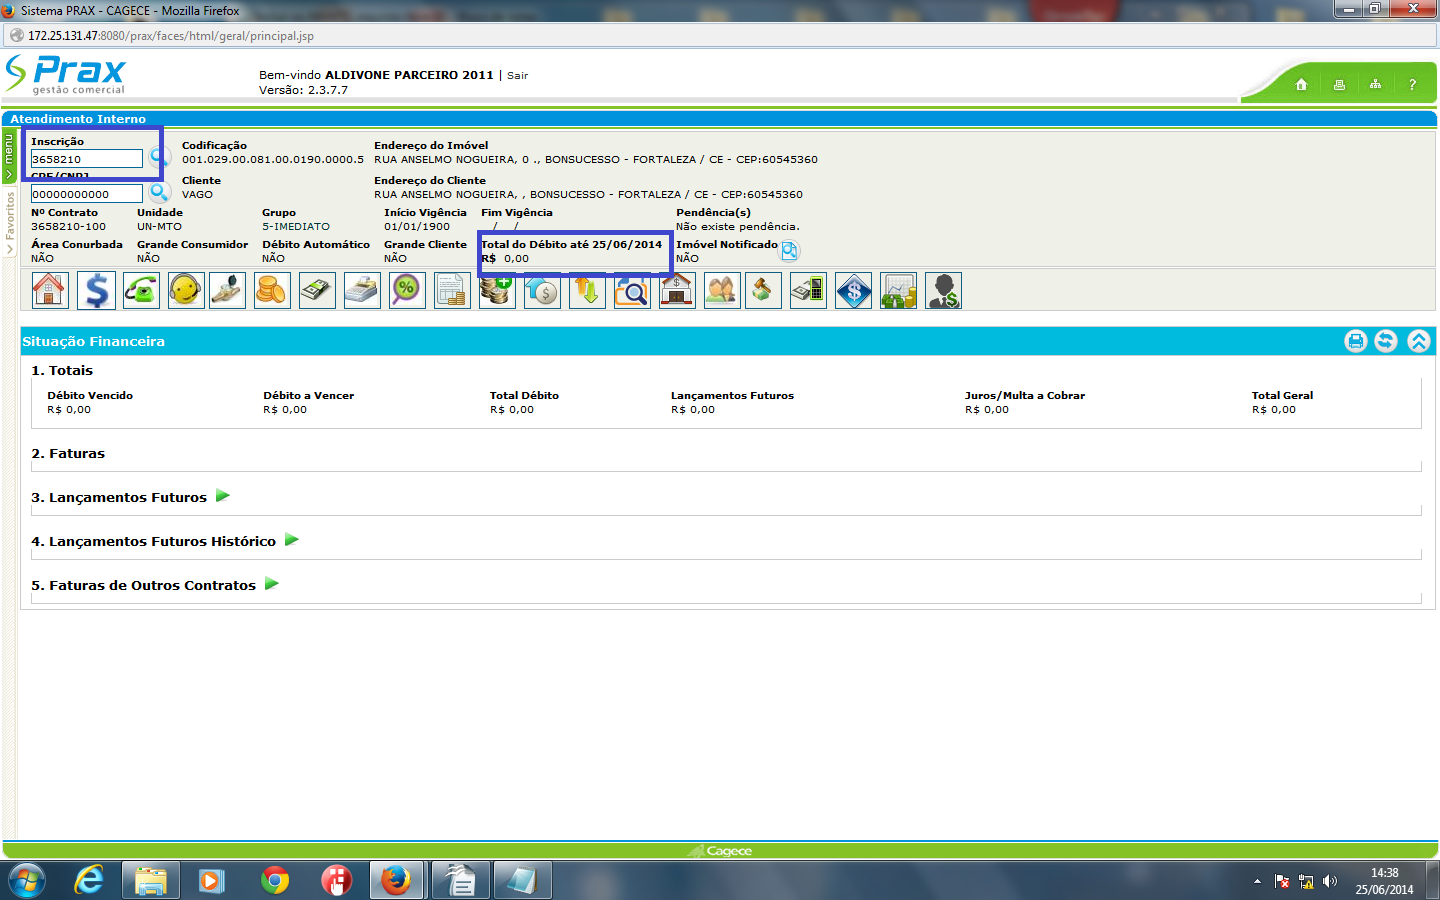 Sistema PRAX - CAGECE - Mozilla Firefox
172.25.131.47:8080/prax/faces/html/geral/principal.jsp
Prax
gestão comercial
Bem-vindo ALDIVONE PARCEIRO 2011 | Sair
Versão: 2.3.7.7
?
Atendimento Interno
menu
Favoritos
Inscrição
3658210
Codificação
001.029.00.081.00.0190.0000.5
Endereço do Imóvel
RUA ANSELMO NOGUEIRA, 0 ., BONSUCESSO - FORTALEZA / CE - CEP:60545360
CPF/CNPJ
00000000000
Cliente
VAGO
Endereço do Cliente
RUA ANSELMO NOGUEIRA, , BONSUCESSO - FORTALEZA / CE - CEP:60545360
Nº Contrato Unidade Grupo Início Vigência Fim Vigência Pendência(s)
3658210-100 UN-MTO 5-IMEDIATO 01/01/1900 / / Não existe pendência.
Área Conurbada Grande Consumidor Débito Automático Grande Cliente Total do Débito até 25/06/2014 Imóvel Notificado
NÃO NÃO NÃO NÃO R$ 0,00 NÃO
Situação Financeira
1. Totais
Débito Vencido Débito a Vencer Total Débito Lançamentos Futuros Juros/Multa a Cobrar Total Geral
R$ 0,00 R$ 0,00 R$ 0,00 R$ 0,00 R$ 0,00 R$ 0,00
2. Faturas
3. Lançamentos Futuros
4. Lançamentos Futuros Histórico
5. Faturas de Outros Contratos
Cagece
14:38
25/06/2014